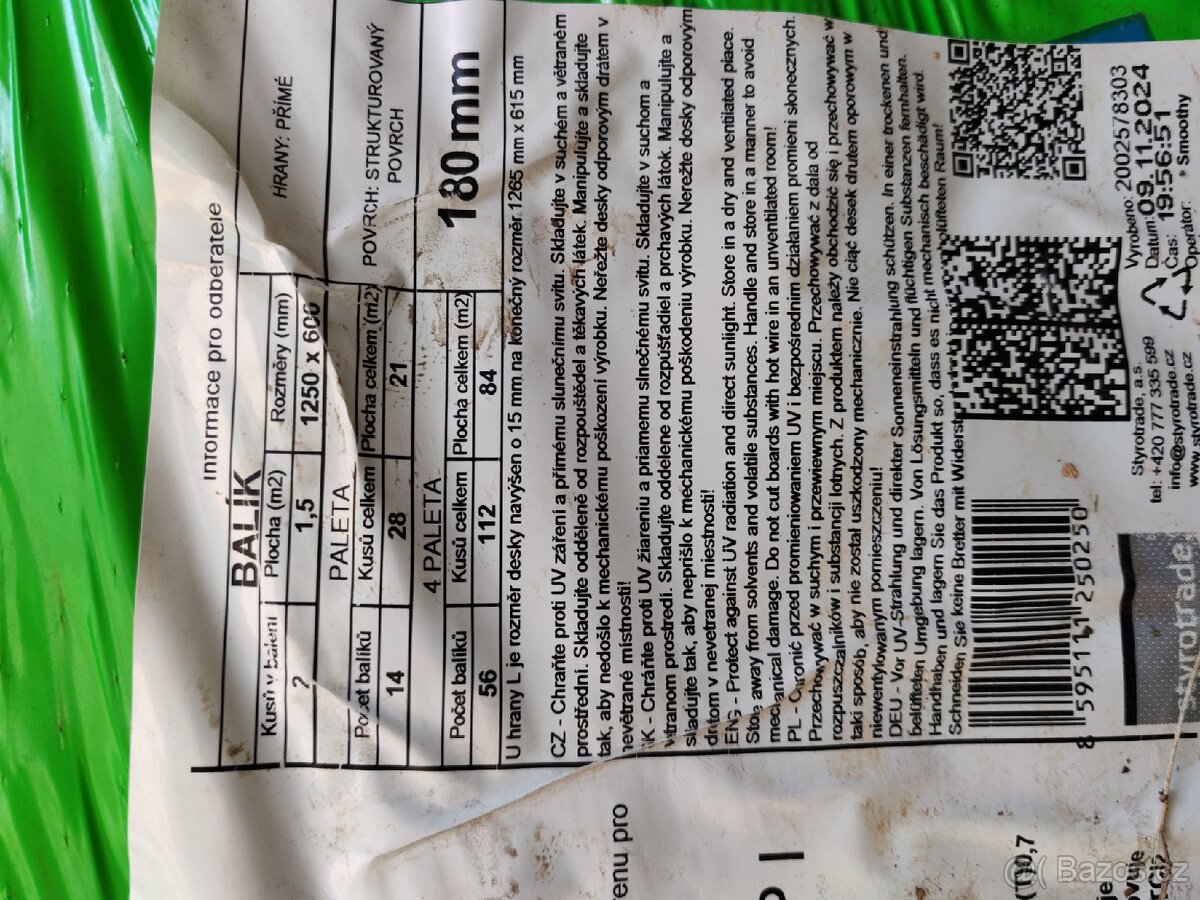 Informace pro odběratele
BALÍK
Kusů v balení Plocha (m2) Rozměry (mm)
2 1,5 1250 x 600
HRANY: PŘÍMÉ
PALETA
Počet balíků Kusů celkem Plocha celkem (m2)
14 28 21
POVRCH: STRUKTUROVANÝ
POVRCH
4 PALETA
Počet balíků Kusů celkem Plocha celkem (m2)
56 112 84
180 mm
U hrany L je rozměr desky navýšen o 15 mm na konečný rozměr 1265 mm x 615 mm
CZ - Chraňte proti UV záření a přímému slunečnímu svitu. Skladujte v suchém a větraném
prostřední. Skladujte odděleně od rozpouštědel a těkavých látek. Manipulujte a skladujte
tak, aby nedošlo k mechanickému poškození výrobku. Neřežte desky odporovým drátem v
nevětrané místnosti!
SK - Chráňte proti UV žiareniu a priamemu slnečnému svitu. Skladujte v suchom a
vetranom prostredí. Skladujte oddelene od rozpúšťadiel a prchavých látok. Manipulujte a
skladujte tak, aby neprišlo k mechanickému poškodeniu výrobku. Nerežte dosky odporovým
drôtom v nevetranej miestnosti!
ENG - Protect against UV radiation and direct sunlight. Store in a dry and ventilated place.
Store away from solvents and volatile substances. Handle and store in a manner to avoid
mechanical damage. Do not cut boards with hot wire in an unventilated room!
PL - Chronić przed promieniowaniem UV i bezpośrednim działaniem promieni słonecznych.
Przechowywać w suchym i przewiewnym miejscu. Przechowywać z dala od
rozpuszczalników i substancji lotnych. Z produktem należy obchodzić się i przechowywać w
taki sposób, aby nie został uszkodzony mechanicznie. Nie ciąć desek drutem oporowym w
niewentylowanym pomieszczeniu!
DEU - Vor UV-Strahlung und direkter Sonneneinstrahlung schützen. In einer trockenen und
belüfteten Umgebung lagern. Von Lösungsmitteln und flüchtigen Substanzen fernhalten.
Handhaben und lagern Sie das Produkt so, dass es nicht mechanisch beschädigt wird.
Schneiden Sie keine Bretter mit Widerst lüfteten Raum!
8 595111 250250
Vyrobeno: 2002578303
Datum: 09.11.2024
Čas: 19:56:51
Operátor: * Smoothy
Styrotrade, a.s.
tel: +420 777 335 599
info@styrotrade.cz
www.styrotrade.cz
styrotrade
enu pro
(100,7
je
ovuje
Bazos.cz